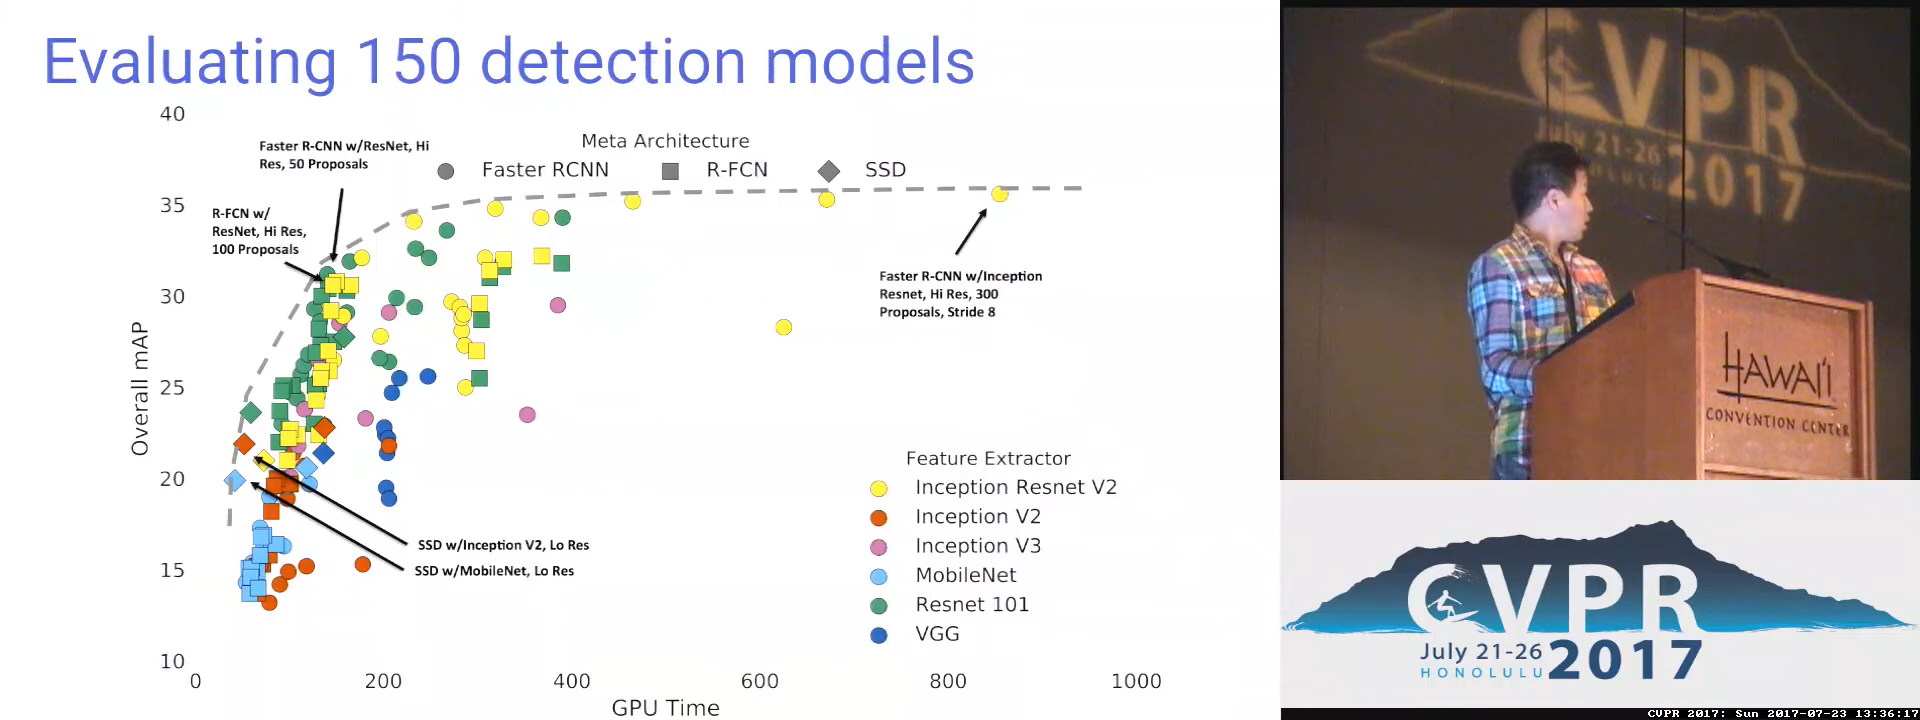 Evaluating 150 detection models
40
35
30
25
20
15
10
Overall mAP
0
200
400
600
800
1000
GPU Time
Meta Architecture
Faster RCNN
R-FCN
SSD
Faster R-CNN w/ResNet, Hi
Res, 50 Proposals
R-FCN w/
ResNet, Hi Res,
100 Proposals
Faster R-CNN w/Inception
Resnet, Hi Res, 300
Proposals, Stride 8
SSD w/Inception V2, Lo Res
SSD w/MobileNet, Lo Res
Feature Extractor
Inception Resnet V2
Inception V2
Inception V3
MobileNet
Resnet 101
VGG
CVPR
July 21-26
HONOLULU
2017
HAWAI'I
CONVENTION CENTER
CVPR
July 21-26
HONOLULU
2017
CVPR 2017: Sun 2017-07-23 13:36:17